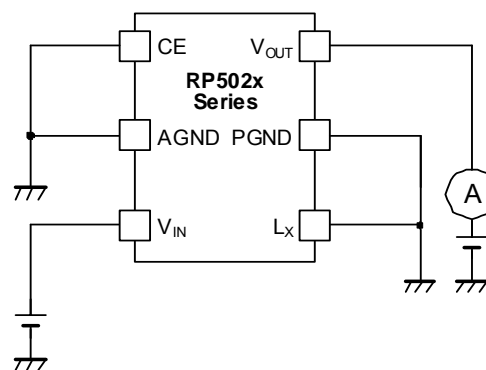 CE VOUT
RP502x
Series
AGND PGND
A
VIN LX